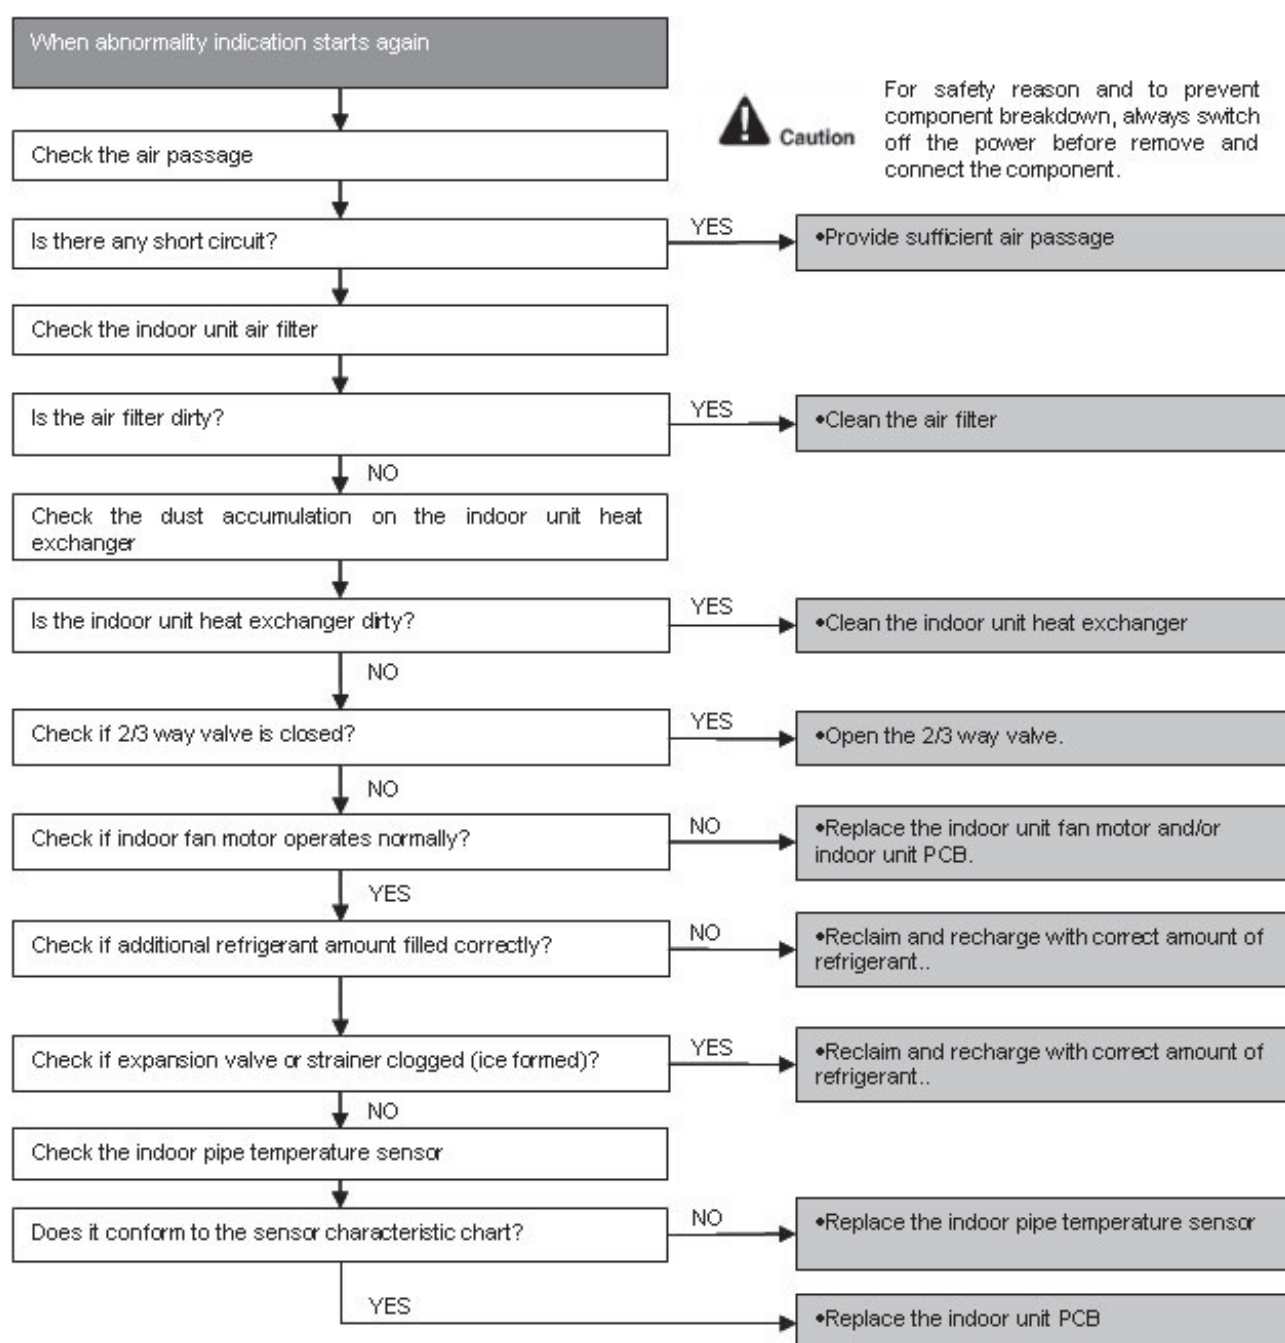 When abnormality indication starts again
For safety reason and to prevent
component breakdown, always switch
off the power before remove and
connect the component.
Caution
Check the air passage
Is there any short circuit?
YES
•Provide sufficient air passage
Check the indoor unit air filter
Is the air filter dirty?
YES
•Clean the air filter
NO
Check the dust accumulation on the indoor unit heat
exchanger
Is the indoor unit heat exchanger dirty?
YES
•Clean the indoor unit heat exchanger
NO
Check if 2/3 way valve is closed?
YES
•Open the 2/3 way valve.
NO
Check if indoor fan motor operates normally?
NO
•Replace the indoor unit fan motor and/or
indoor unit PCB.
YES
Check if additional refrigerant amount filled correctly?
NO
•Reclaim and recharge with correct amount of
refrigerant..
Check if expansion valve or strainer clogged (ice formed)?
YES
•Reclaim and recharge with correct amount of
refrigerant..
NO
Check the indoor pipe temperature sensor
Does it conform to the sensor characteristic chart?
NO
•Replace the indoor pipe temperature sensor
YES
•Replace the indoor unit PCB